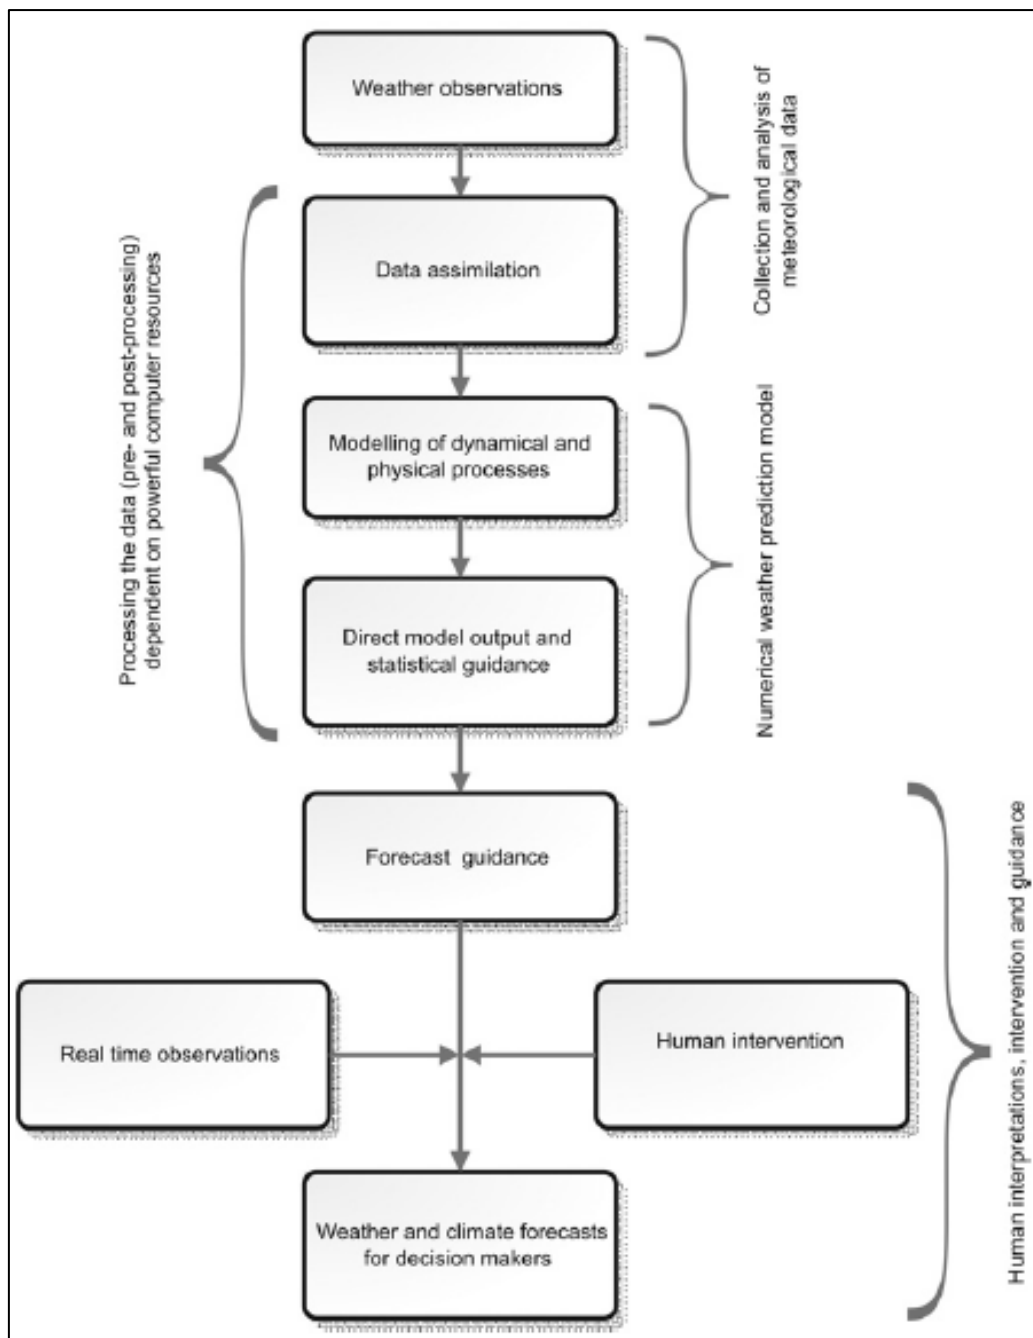 Weather observations
Collection and analysis of
meteorological data
Data assimilation
Processing the data (pre- and post-processing)
dependent on powerful computer resources
Modelling of dynamical and
physical processes
Numerical weather prediction model
Direct model output and
statistical guidance
Forecast guidance
Real time observations
Human intervention
Human interpretations, intervention and guidance
Weather and climate forecasts
for decision makers